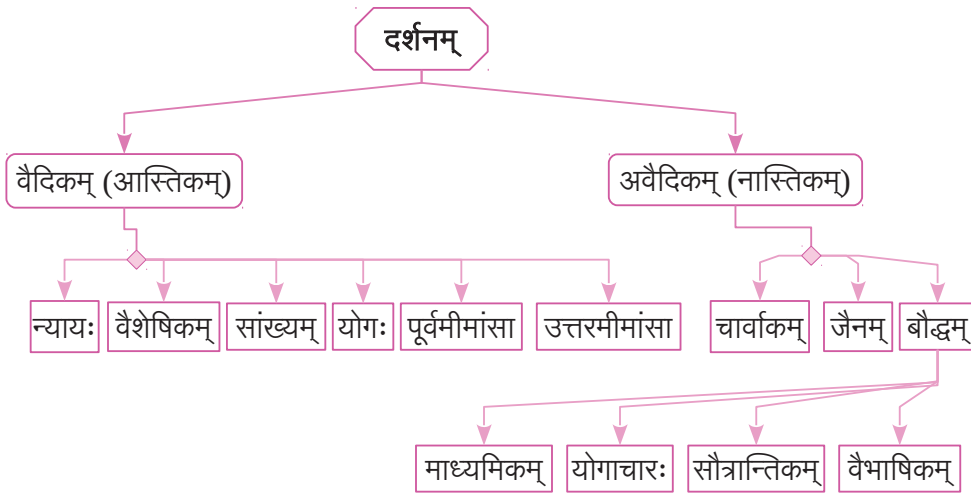 दर्शनम्
वैदिकम् (आस्तिकम्)
अवैदिकम् (नास्तिकम्)
न्यायः
वैशेषिकम्
सांख्यम्
योगः
पूर्वमीमांसा
उत्तरमीमांसा
चार्वाकम्
जैनम्
बौद्धम्
माध्यमिकम्
योगाचारः
सौत्रान्तिकम्
वैभाषिकम्